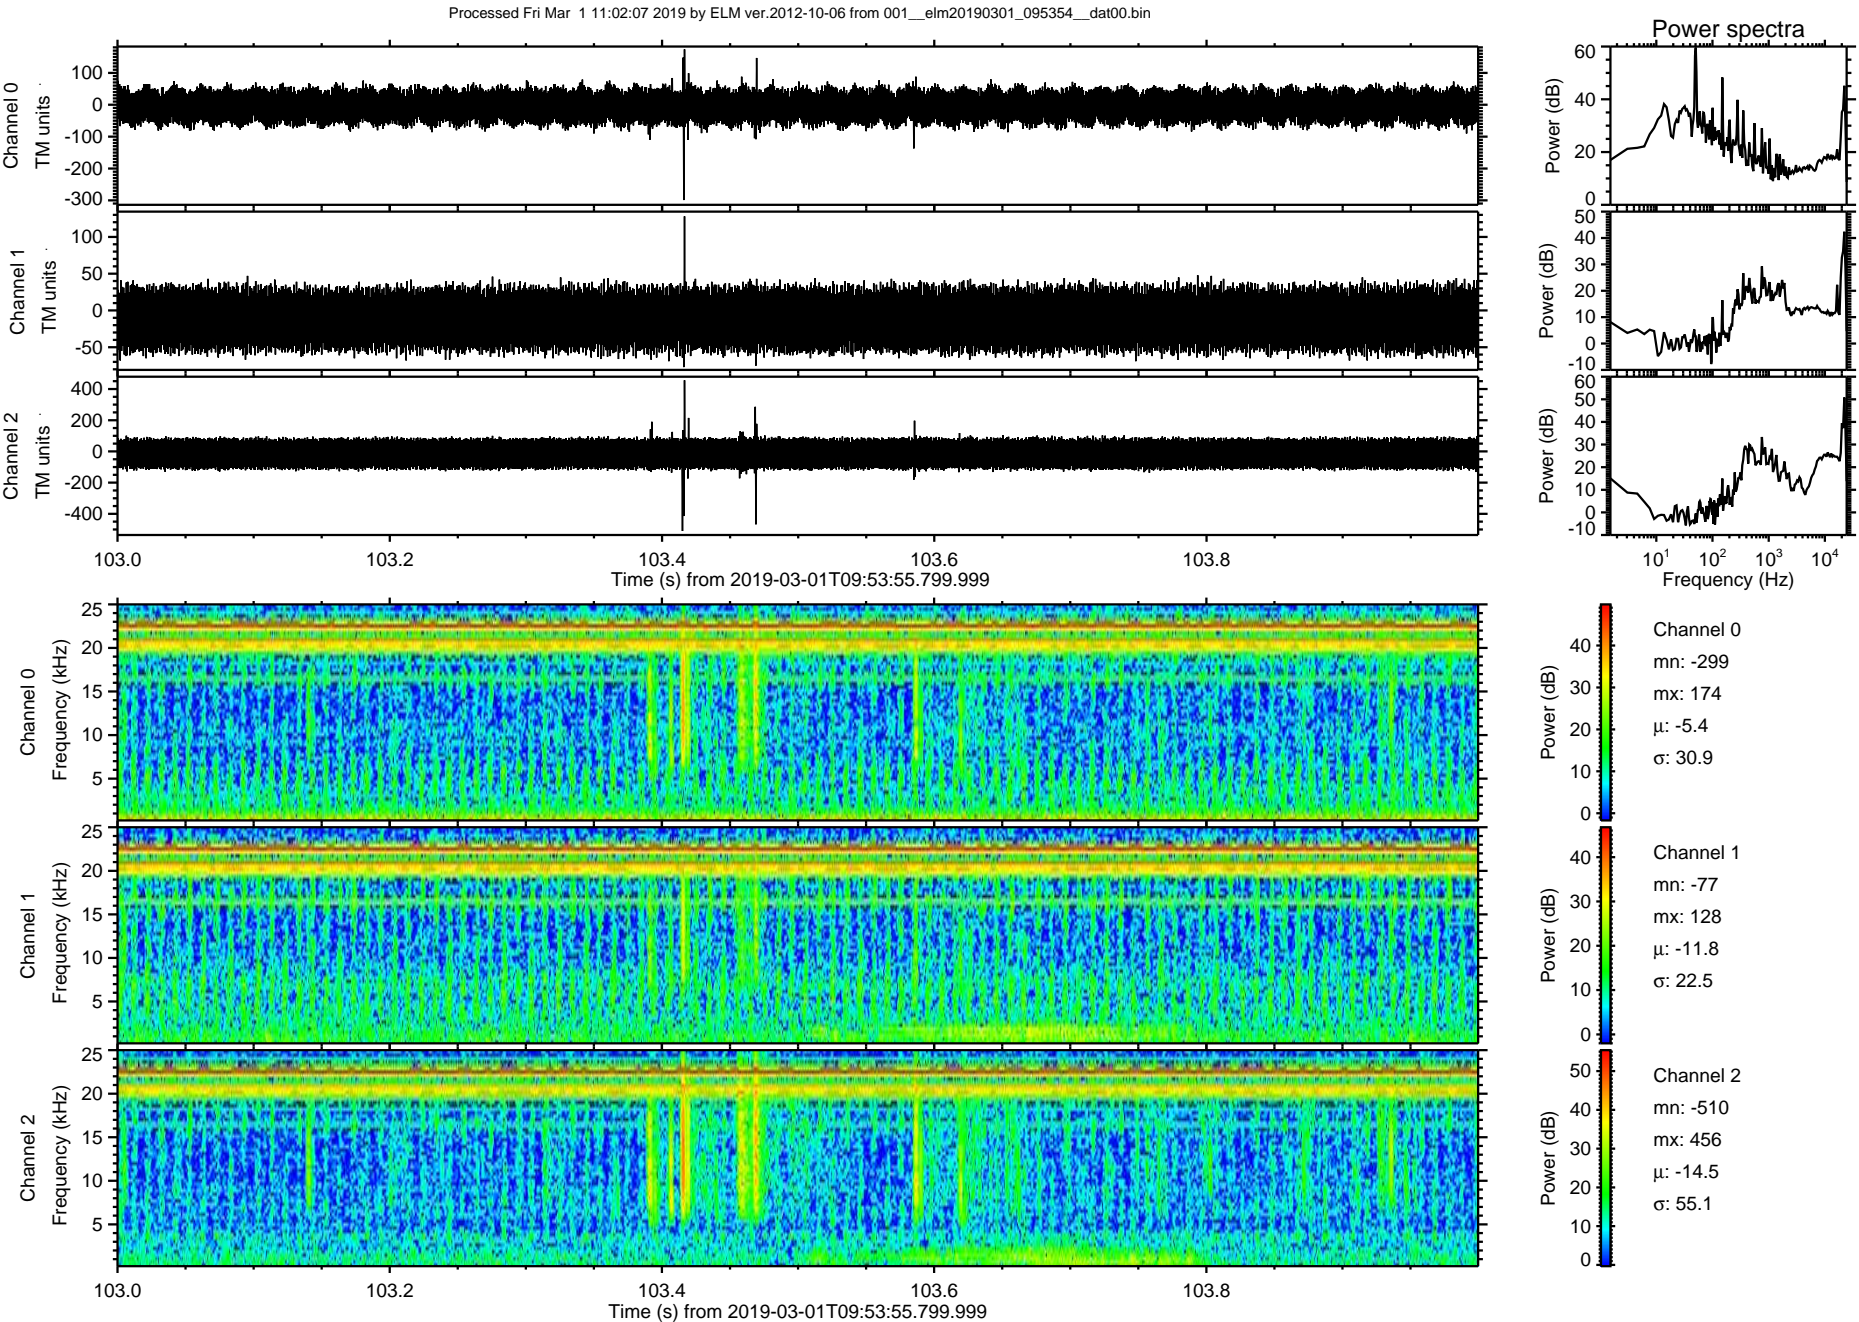 Processed Fri Mar  1 11:02:07 2019 by ELM ver.2012-10-06 from 001__elm20190301_095354__dat00.bin
Power spectra
Channel 0
TM units
100
0
-100
-200
-300
Power (dB)
60
40
20
0
Channel 1
TM units
100
50
0
-50
Power (dB)
50
40
30
20
10
0
-10
Channel 2
TM units
400
200
0
-200
-400
Power (dB)
60
50
40
30
20
10
0
-10
103.0 103.2 103.4 103.6 103.8
Time (s) from 2019-03-01T09:53:55.799.999
10¹ 10² 10³ 10⁴
Frequency (Hz)
Channel 0
Frequency (kHz)
25
20
15
10
5
Power (dB)
40
30
20
10
0
Channel 0
mn: -299
mx: 174
μ: -5.4
σ: 30.9
Channel 1
Frequency (kHz)
25
20
15
10
5
Power (dB)
40
30
20
10
0
Channel 1
mn: -77
mx: 128
μ: -11.8
σ: 22.5
Channel 2
Frequency (kHz)
25
20
15
10
5
Power (dB)
50
40
30
20
10
0
Channel 2
mn: -510
mx: 456
μ: -14.5
σ: 55.1
103.0 103.2 103.4 103.6 103.8
Time (s) from 2019-03-01T09:53:55.799.999